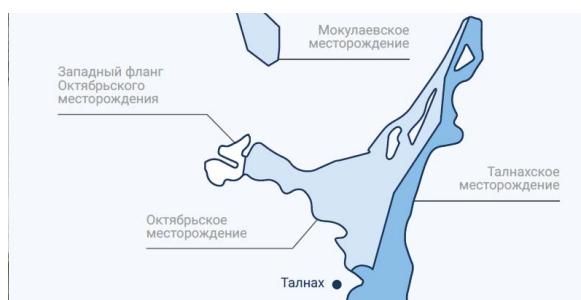 Мокулаевское
месторождение
Западный фланг
Октябрьского
месторождения
Талнахское
месторождение
Октябрьское
месторождение
Талнах